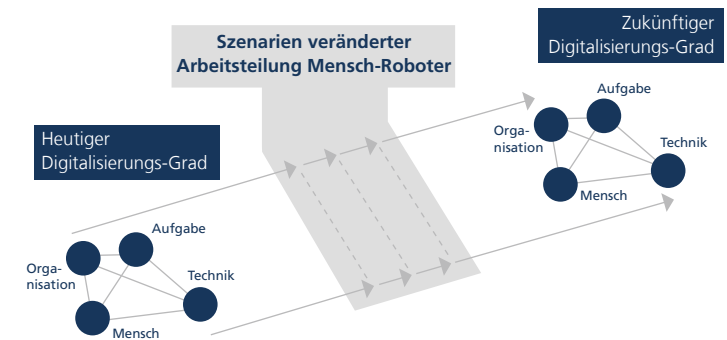 Szenarien veränderter
Arbeitsteilung Mensch-Roboter
Zukünftiger
Digitalisierungs-Grad
Heutiger
Digitalisierungs-Grad
Aufgabe
Orga-
nisation
Technik
Mensch
Aufgabe
Orga-
nisation
Technik
Mensch